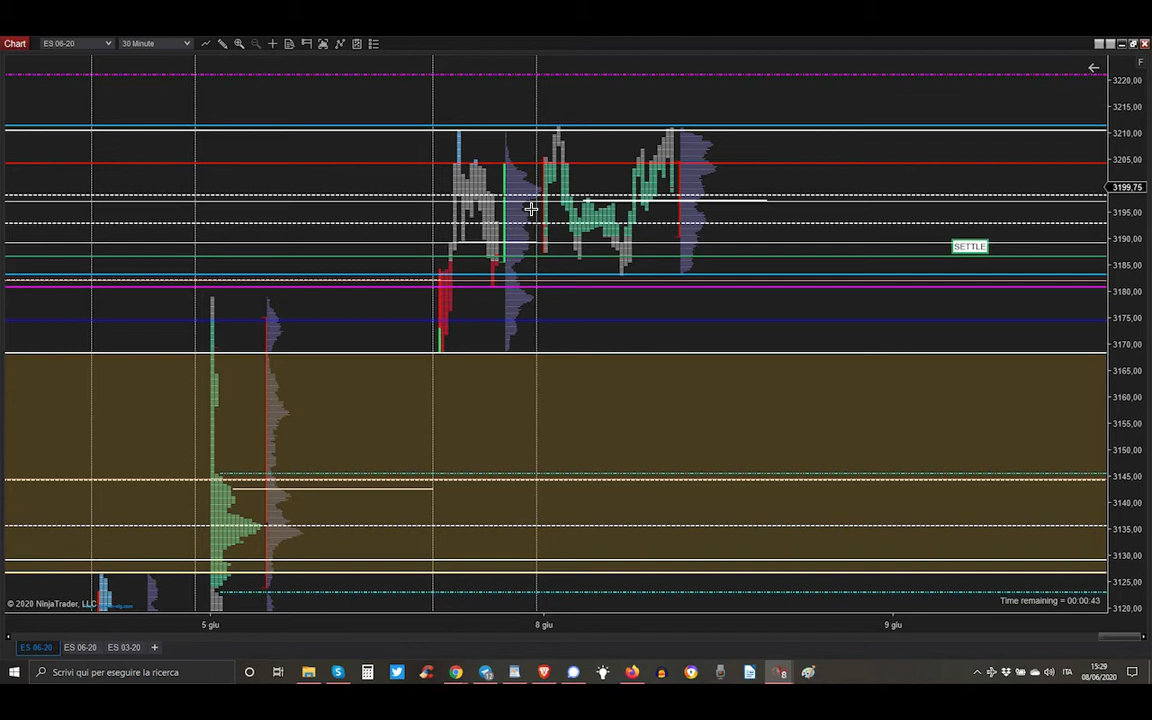 Chart ES 06-20 30 Minute
F
3220,00
3215,00
3210,00
3205,00
3199,75
3195,00
3190,00
SETTLE
3185,00
3180,00
3175,00
3170,00
3165,00
3160,00
3155,00
3150,00
3145,00
3140,00
3135,00
3130,00
3125,00
3120,00
© 2020 NinjaTrader, LLC
Time remaining = 00:00:43
5 giu 8 giu 9 giu
ES 06-20 ES 06-20 ES 03-20 +
Scrivi qui per eseguire la ricerca
ITA
15:29
08/06/2020